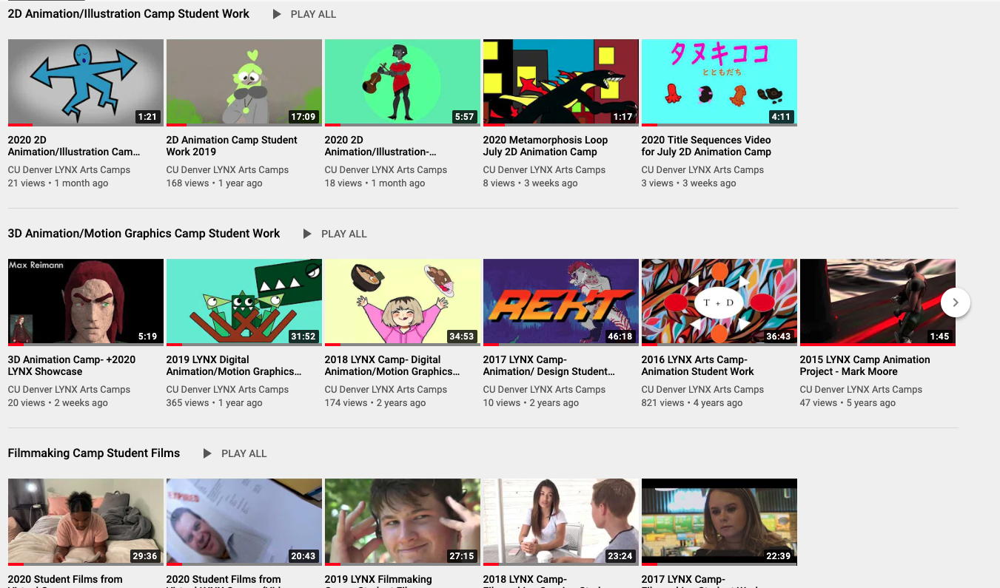 2D Animation/Illustration Camp Student Work PLAY ALL
1:21
17:09
5:57
1:17
タヌキココ
とともだち
4:11
2020 2D
Animation/Illustration Cam...
CU Denver LYNX Arts Camps
21 views • 1 month ago
2D Animation Camp Student
Work 2019
CU Denver LYNX Arts Camps
168 views • 1 year ago
2020 2D
Animation/Illustration-...
CU Denver LYNX Arts Camps
18 views • 1 month ago
2020 Metamorphosis Loop
July 2D Animation Camp
CU Denver LYNX Arts Camps
8 views • 3 weeks ago
2020 Title Sequences Video
for July 2D Animation Camp
CU Denver LYNX Arts Camps
3 views • 3 weeks ago
3D Animation/Motion Graphics Camp Student Work PLAY ALL
Max Reimann
5:19
31:52
34:53
REKT
46:18
T + D
36:43
1:45
3D Animation Camp- +2020
LYNX Showcase
CU Denver LYNX Arts Camps
20 views • 2 weeks ago
2019 LYNX Digital
Animation/Motion Graphics...
CU Denver LYNX Arts Camps
365 views • 1 year ago
2018 LYNX Camp- Digital
Animation/Motion Graphics...
CU Denver LYNX Arts Camps
174 views • 2 years ago
2017 LYNX Camp-
Animation/ Design Student...
CU Denver LYNX Arts Camps
10 views • 2 years ago
2016 LYNX Arts Camp-
Animation Student Work
CU Denver LYNX Arts Camps
821 views • 4 years ago
2015 LYNX Camp Animation
Project - Mark Moore
CU Denver LYNX Arts Camps
47 views • 5 years ago
Filmmaking Camp Student Films PLAY ALL
29:36
EXPIRED
20:43
27:15
23:24
22:39
2020 Student Films from
2020 Student Films from
2019 LYNX Filmmaking
2018 LYNX Camp-
2017 LYNX Camp-